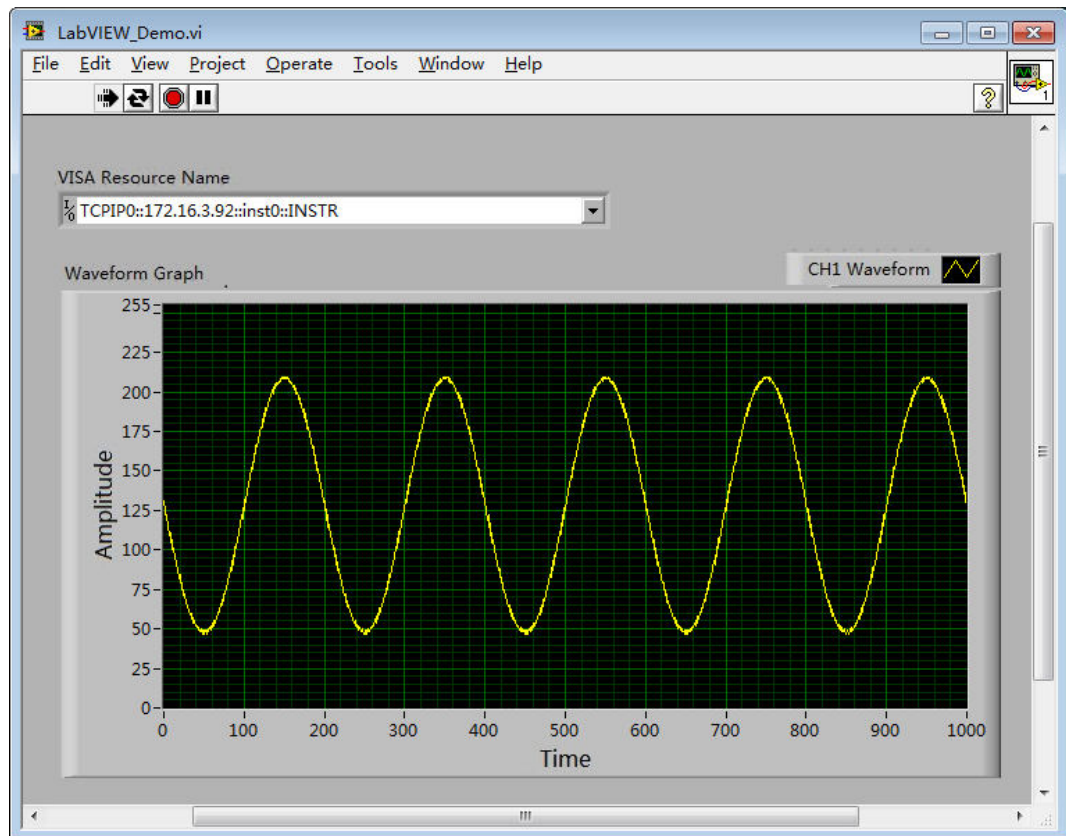 LabVIEW_Demo.vi
File Edit View Project Operate Tools Window Help
?
1
VISA Resource Name
I/0 TCPIP0::172.16.3.92::inst0::INSTR
Waveform Graph
CH1 Waveform
Amplitude
255
225
200
175
150
125
100
75
50
25
0
0 100 200 300 400 500 600 700 800 900 1000
Time